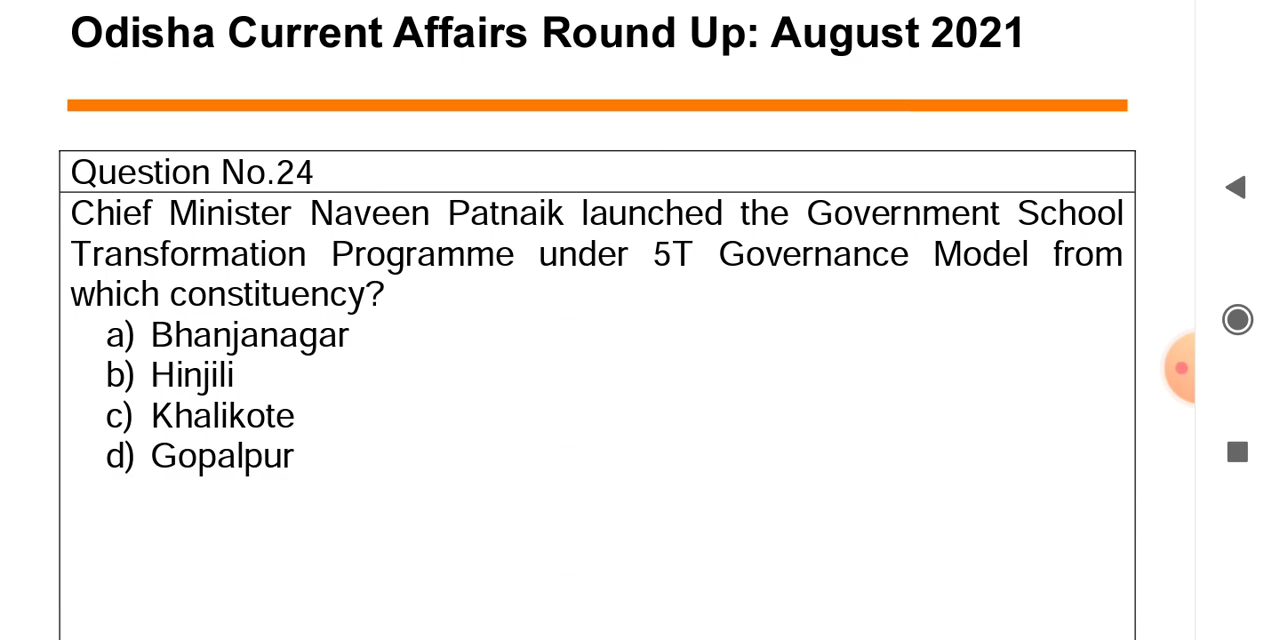 Odisha Current Affairs Round Up: August 2021
Question No.24
Chief Minister Naveen Patnaik launched the Government School
Transformation Programme under 5T Governance Model from
which constituency?
a) Bhanjanagar
b) Hinjili
c) Khalikote
d) Gopalpur